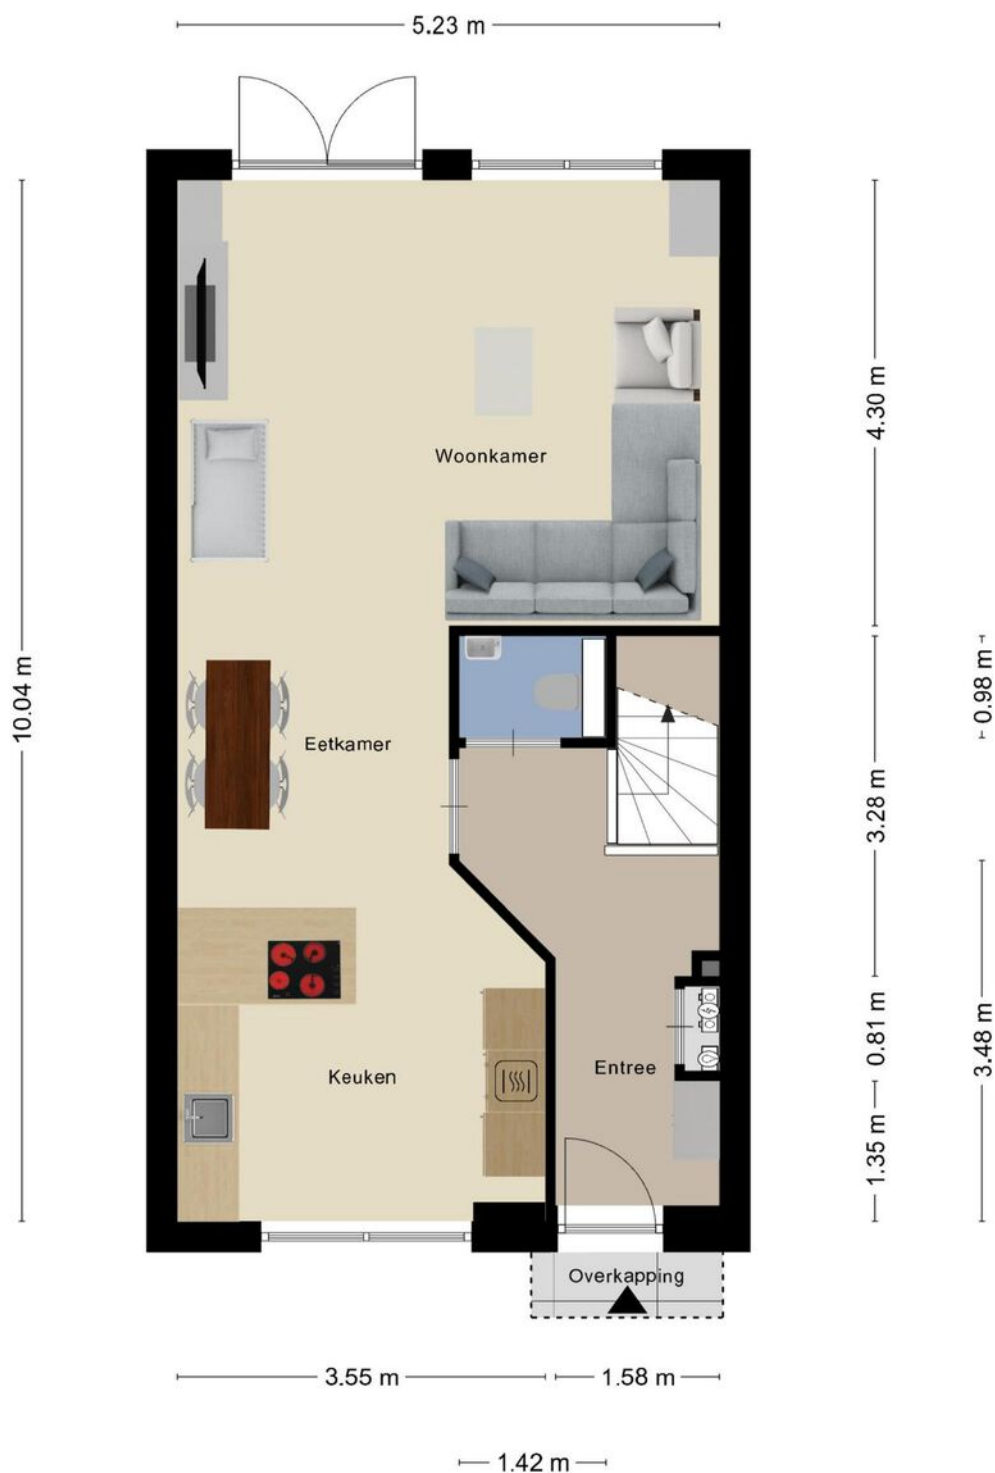 5.23 m
4.30 m
Woonkamer
10.04 m
0.98 m
Eetkamer
3.28 m
0.81 m
3.48 m
Keuken
Entree
1.35 m
Overkapping
3.55 m
1.58 m
1.42 m